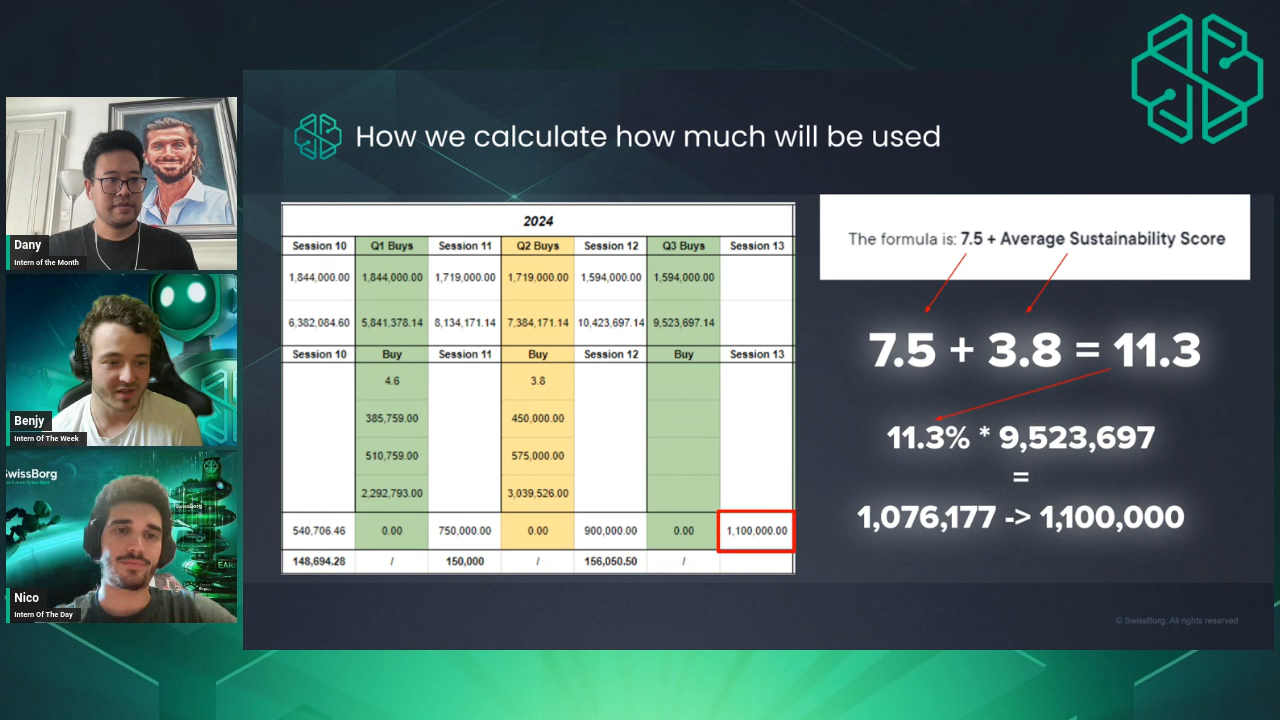 How we calculate how much will be used
2024
Session 10 Q1 Buys Session 11 Q2 Buys Session 12 Q3 Buys Session 13
1,844,000.00 1,844,000.00 1,719,000.00 1,719,000.00 1,594,000.00 1,594,000.00
6,382,084.60 5,841,378.14 8,134,171.14 7,384,171.14 10,423,697.14 9,523,697.14
Session 10 Buy Session 11 Buy Session 12 Buy Session 13
4.6 3.8
385,759.00 450,000.00
510,759.00 575,000.00
2,292,793.00 3,039,526.00
540,706.46 0.00 750,000.00 0.00 900,000.00 0.00 1,100,000.00
148,694.28 / 150,000 / 156,050.50 /
The formula is: 7.5 + Average Sustainability Score
7.5 + 3.8 = 11.3
11.3% * 9,523,697
=
1,076,177 -> 1,100,000
© SwissBorg. All rights reserved
Dany
Intern of the Month
Benjy
Intern Of The Week
SwissBorg
Nico
Intern Of The Day